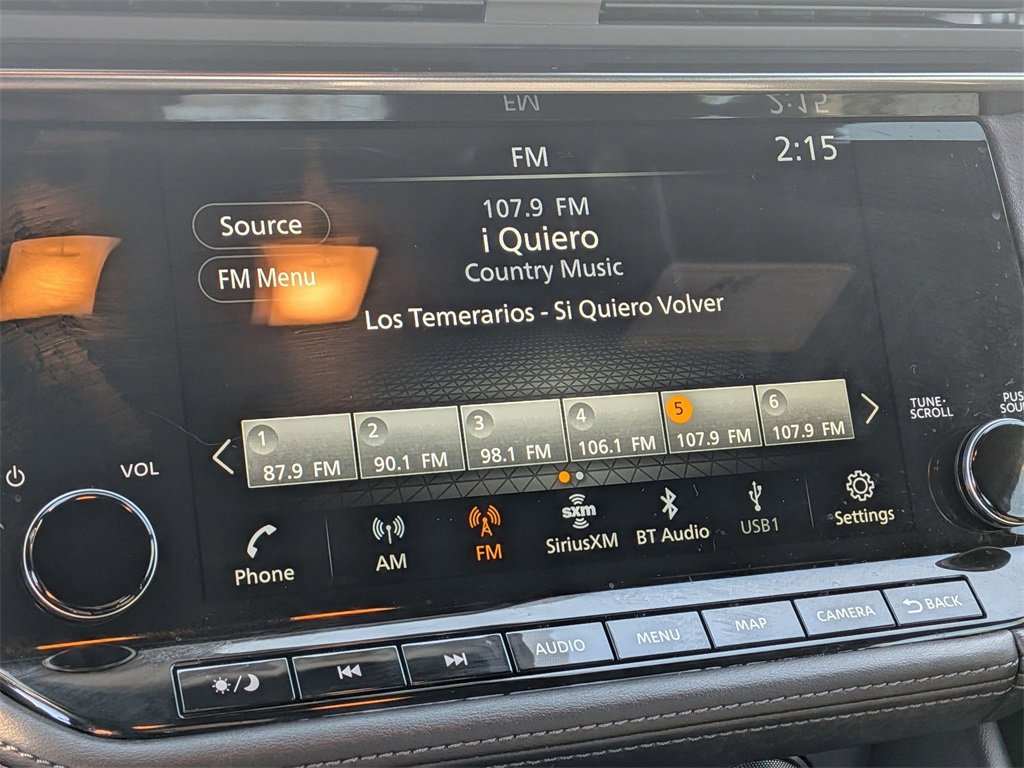 FM 2:15
FM
2:15
Source
FM Menu
107.9 FM
i Quiero
Country Music
Los Temerarios - Si Quiero Volver
1
87.9 FM
2
90.1 FM
3
98.1 FM
4
106.1 FM
5
107.9 FM
6
107.9 FM
VOL
TUNE·
SCROLL
Phone
AM
FM
sxm
SiriusXM
BT Audio
USB1
Settings
AUDIO
MENU
MAP
CAMERA
BACK